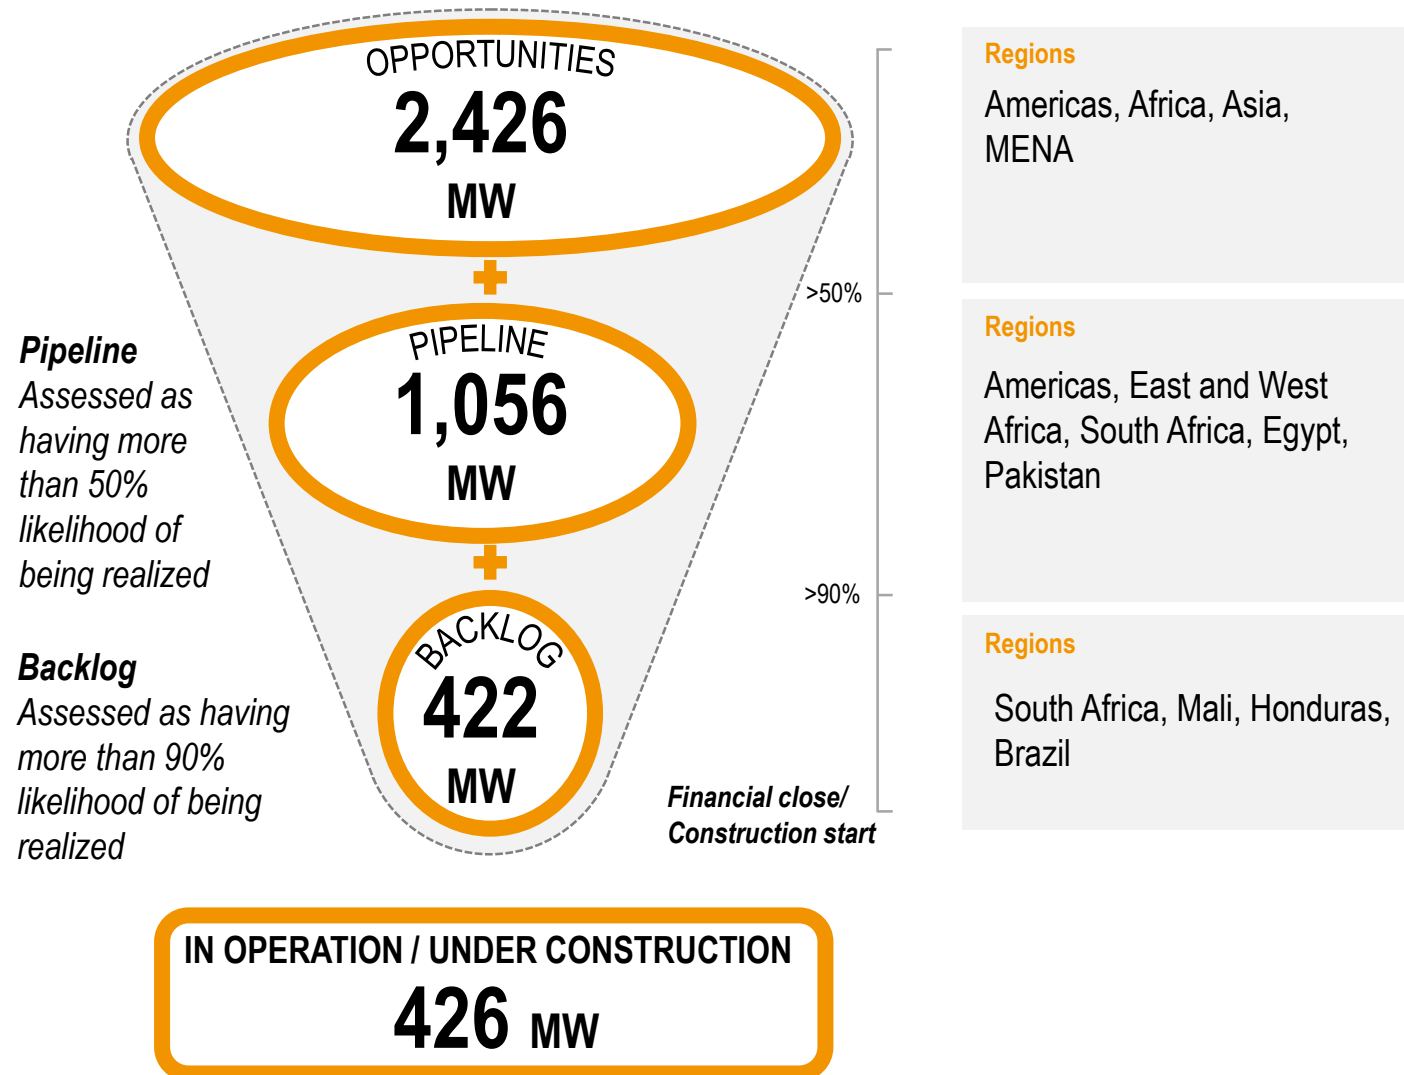 OPPORTUNITIES
2,426
MW
Regions
Americas, Africa, Asia,
MENA
>50%
PIPELINE
1,056
MW
Pipeline
Assessed as
having more
than 50%
likelihood of
being realized
Regions
Americas, East and West
Africa, South Africa, Egypt,
Pakistan
>90%
BACKLOG
422
MW
Backlog
Assessed as having
more than 90%
likelihood of being
realized
Financial close/
Construction start
Regions
South Africa, Mali, Honduras,
Brazil
IN OPERATION / UNDER CONSTRUCTION
426 MW